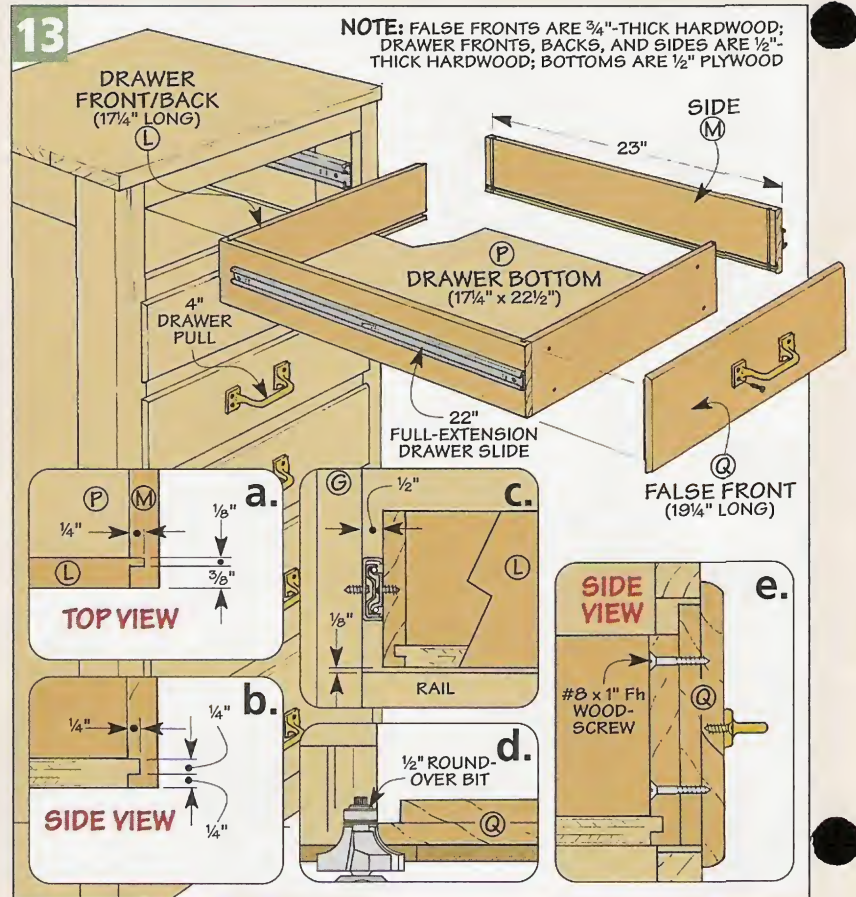 13
NOTE: FALSE FRONTS ARE ¾"-THICK HARDWOOD;
DRAWER FRONTS, BACKS, AND SIDES ARE ½"-
THICK HARDWOOD; BOTTOMS ARE ½" PLYWOOD
DRAWER
FRONT/BACK
(17¼" LONG)
L
SIDE
M
23"
P
DRAWER BOTTOM
(17¼" x 22½")
4"
DRAWER
PULL
22"
FULL-EXTENSION
DRAWER SLIDE
Q
FALSE FRONT
(19¼" LONG)
a.
P
M
¼"
⅛"
L
⅜"
TOP VIEW
b.
¼"
¼"
¼"
SIDE VIEW
c.
G
½"
L
⅛"
RAIL
d.
½" ROUND-
OVER BIT
Q
e.
SIDE
VIEW
#8 x 1" Fh
WOOD-
SCREW
Q